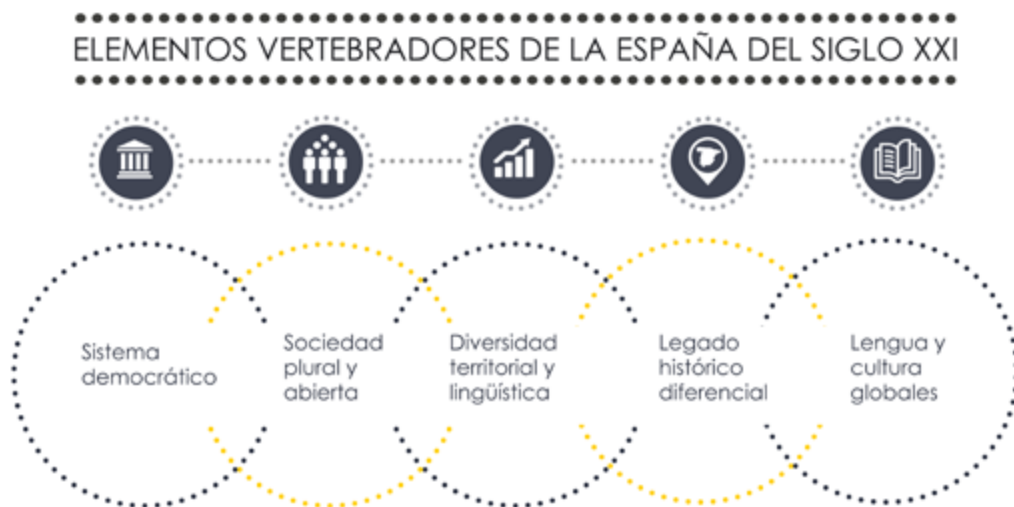 ELEMENTOS VERTEBRADORES DE LA ESPAÑA DEL SIGLO XXI
Sistema
democrático
Sociedad
plural y
abierta
Diversidad
territorial y
lingüística
Legado
histórico
diferencial
Lengua y
cultura
globales